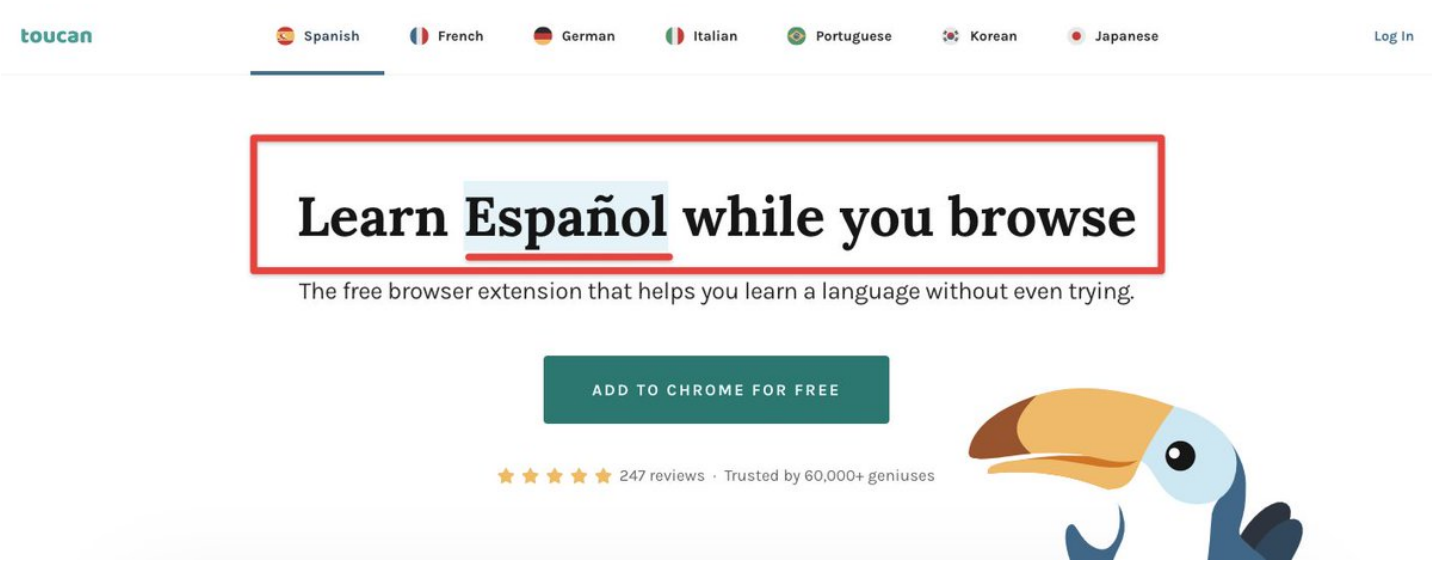 toucan
Spanish French German Italian Portuguese Korean Japanese
Log In
Learn Español while you browse
The free browser extension that helps you learn a language without even trying.
ADD TO CHROME FOR FREE
247 reviews · Trusted by 60,000+ geniuses